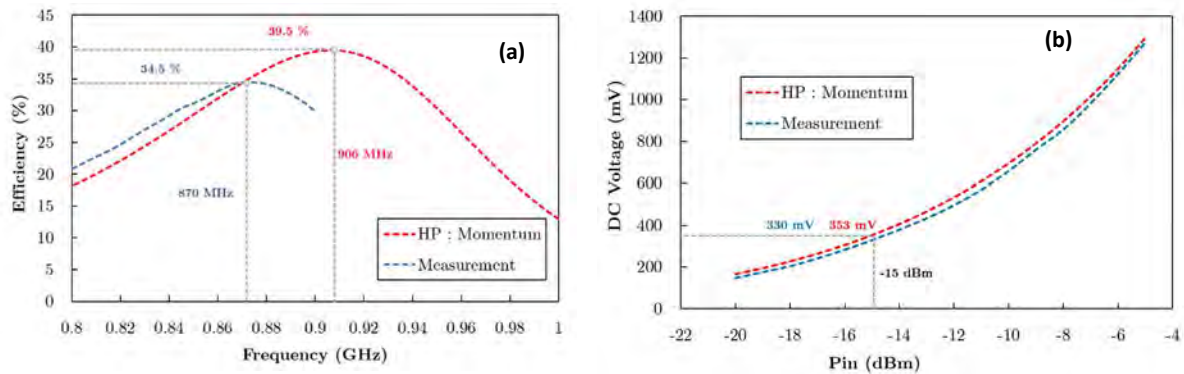 45
40
35
30
25
20
15
10
5
0
Efficiency (%)
39.5 %
34.5 %
(a)
870 MHz
906 MHz
HP : Momentum
Measurement
0.8 0.82 0.84 0.86 0.88 0.9 0.92 0.94 0.96 0.98 1
Frequency (GHz)
1400
1200
1000
800
600
400
200
0
DC Voltage (mV)
(b)
HP : Momentum
Measurement
330 mV 353 mV
-15 dBm
-22 -20 -18 -16 -14 -12 -10 -8 -6 -4
Pin (dBm)